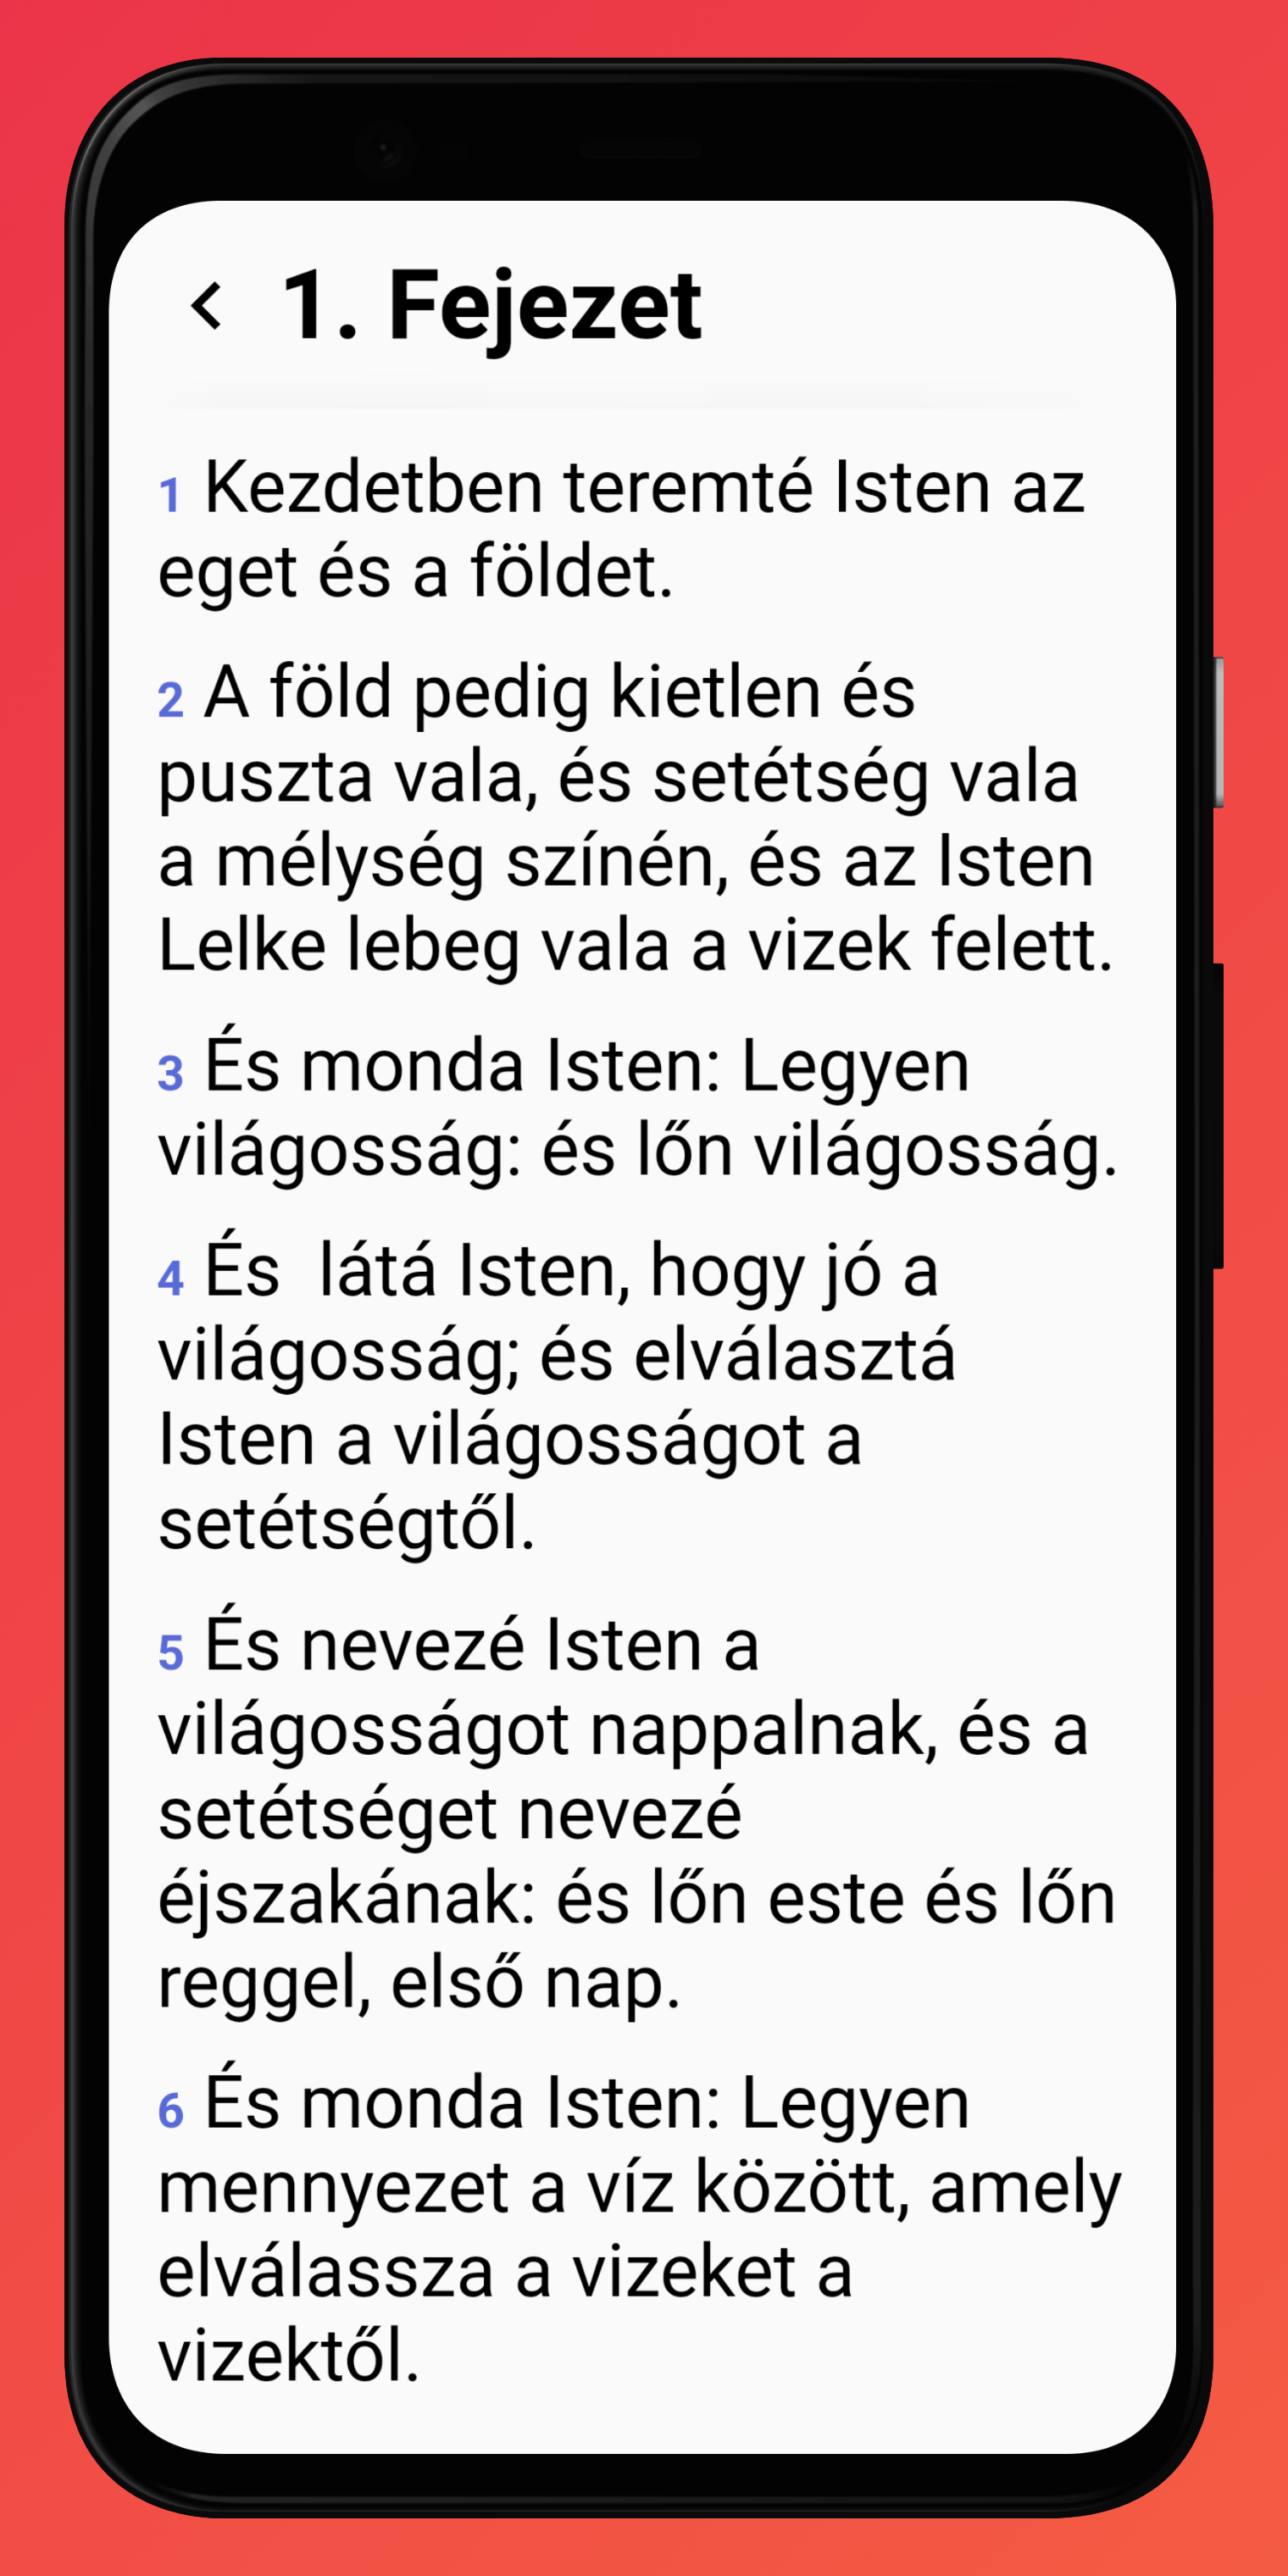 1. Fejezet
1 Kezdetben teremté Isten az
eget és a földet.
2 A föld pedig kietlen és
puszta vala, és setétség vala
a mélység színén, és az Isten
Lelke lebeg vala a vizek felett.
3 És monda Isten: Legyen
világosság: és lőn világosság.
4 És  látá Isten, hogy jó a
világosság; és elválasztá
Isten a világosságot a
setétségtől.
5 És nevezé Isten a
világosságot nappalnak, és a
setétséget nevezé
éjszakának: és lőn este és lőn
reggel, első nap.
6 És monda Isten: Legyen
mennyezet a víz között, amely
elválassza a vizeket a
vizektől.